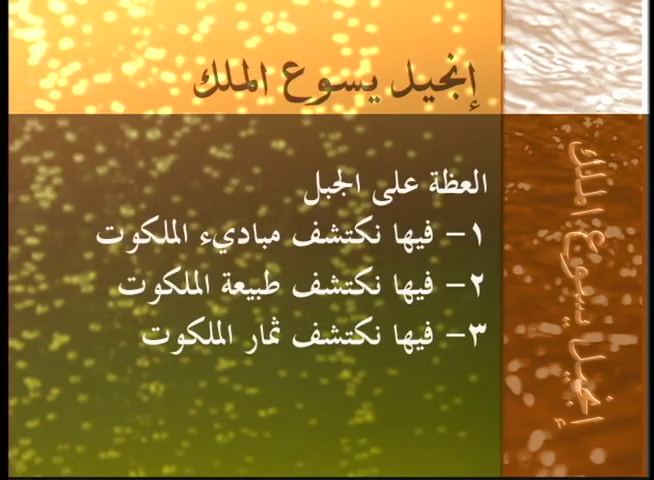 إنجيل يسوع الملك
العظة على الجبل
١- فيها نكتشف مباديء الملكوت
٢- فيها نكتشف طبيعة الملكوت
٣- فيها نكتشف ثمار الملكوت
إنجيل يسوع الملك